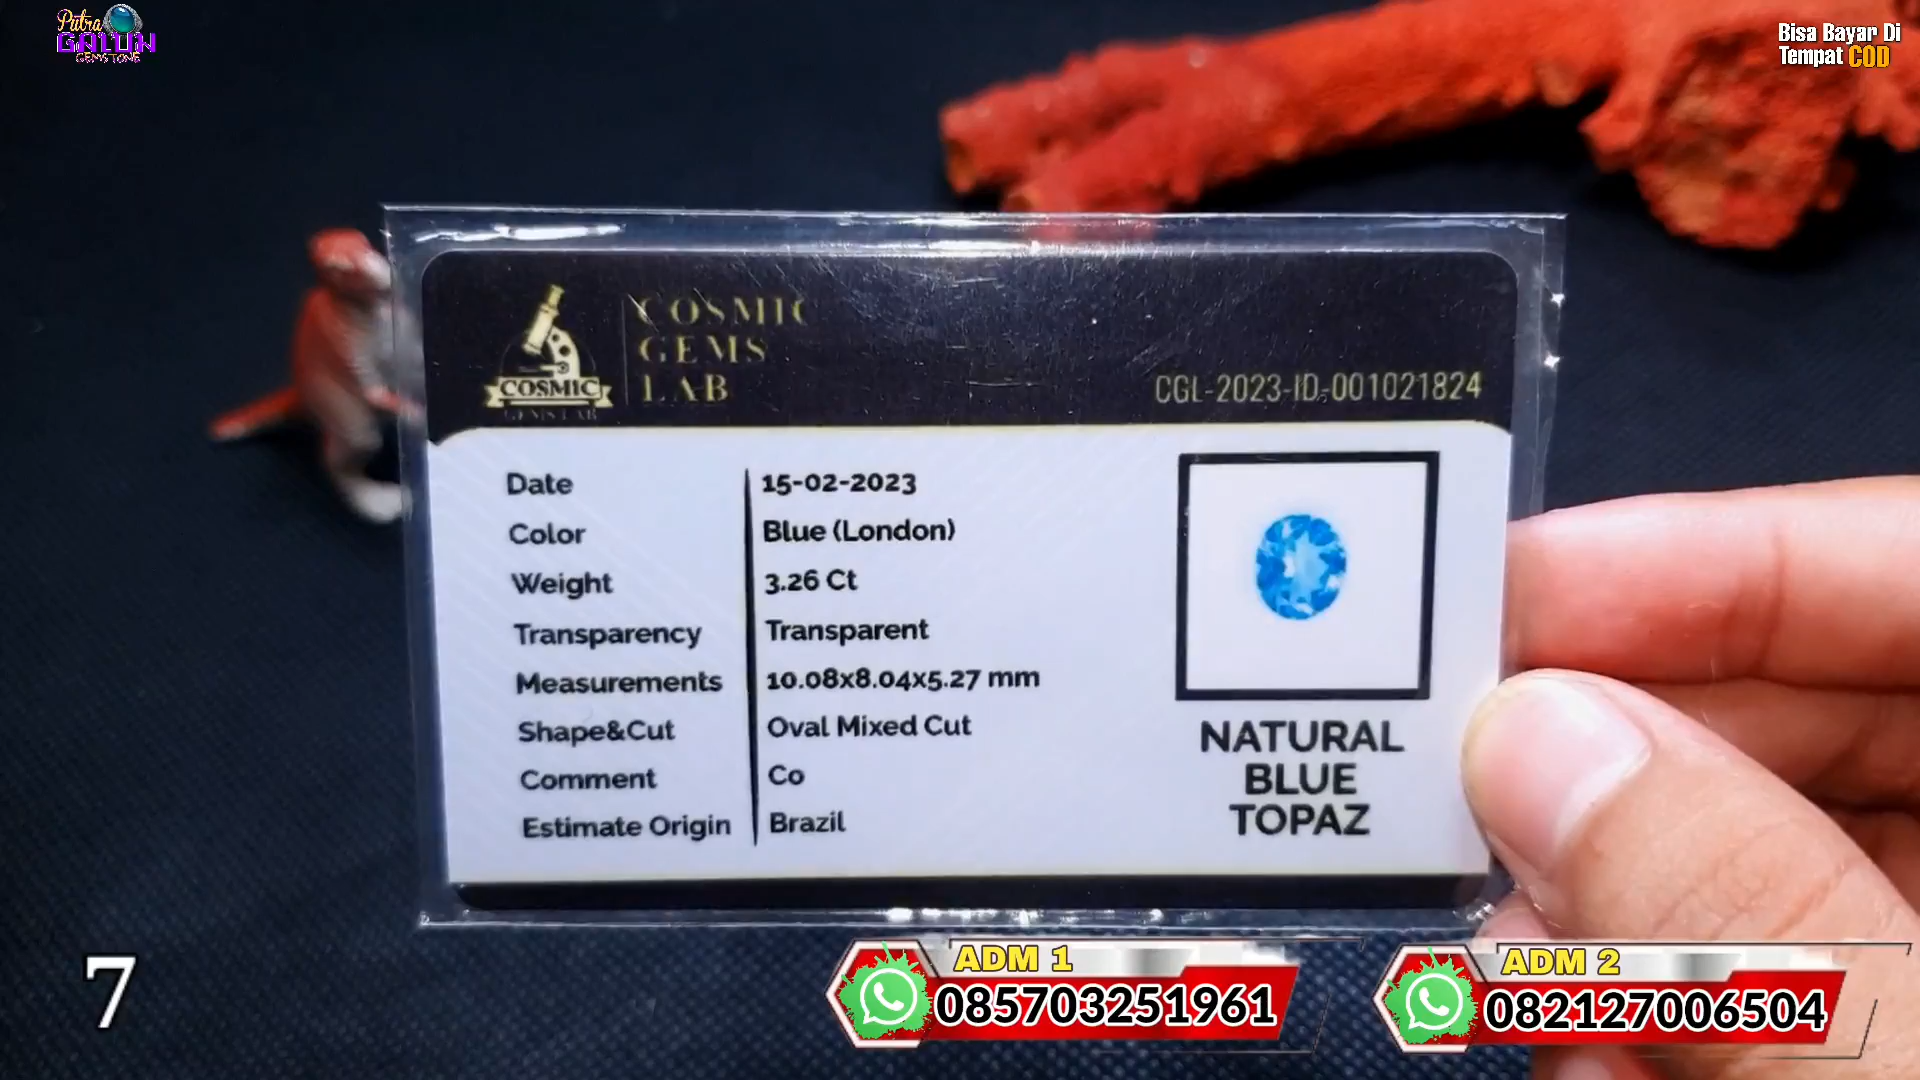 Putra
GALUH
GEMSTONE
Bisa Bayar Di
Tempat COD
COSMIC
GEMS
LAB
COSMIC
GEMS LAB
CGL-2023-ID-001021824
Date 15-02-2023
Color Blue (London)
Weight 3.26 Ct
Transparency Transparent
Measurements 10.08x8.04x5.27 mm
Shape&Cut Oval Mixed Cut
Comment Co
Estimate Origin Brazil
NATURAL
BLUE
TOPAZ
7
ADM 1
085703251961
ADM 2
082127006504